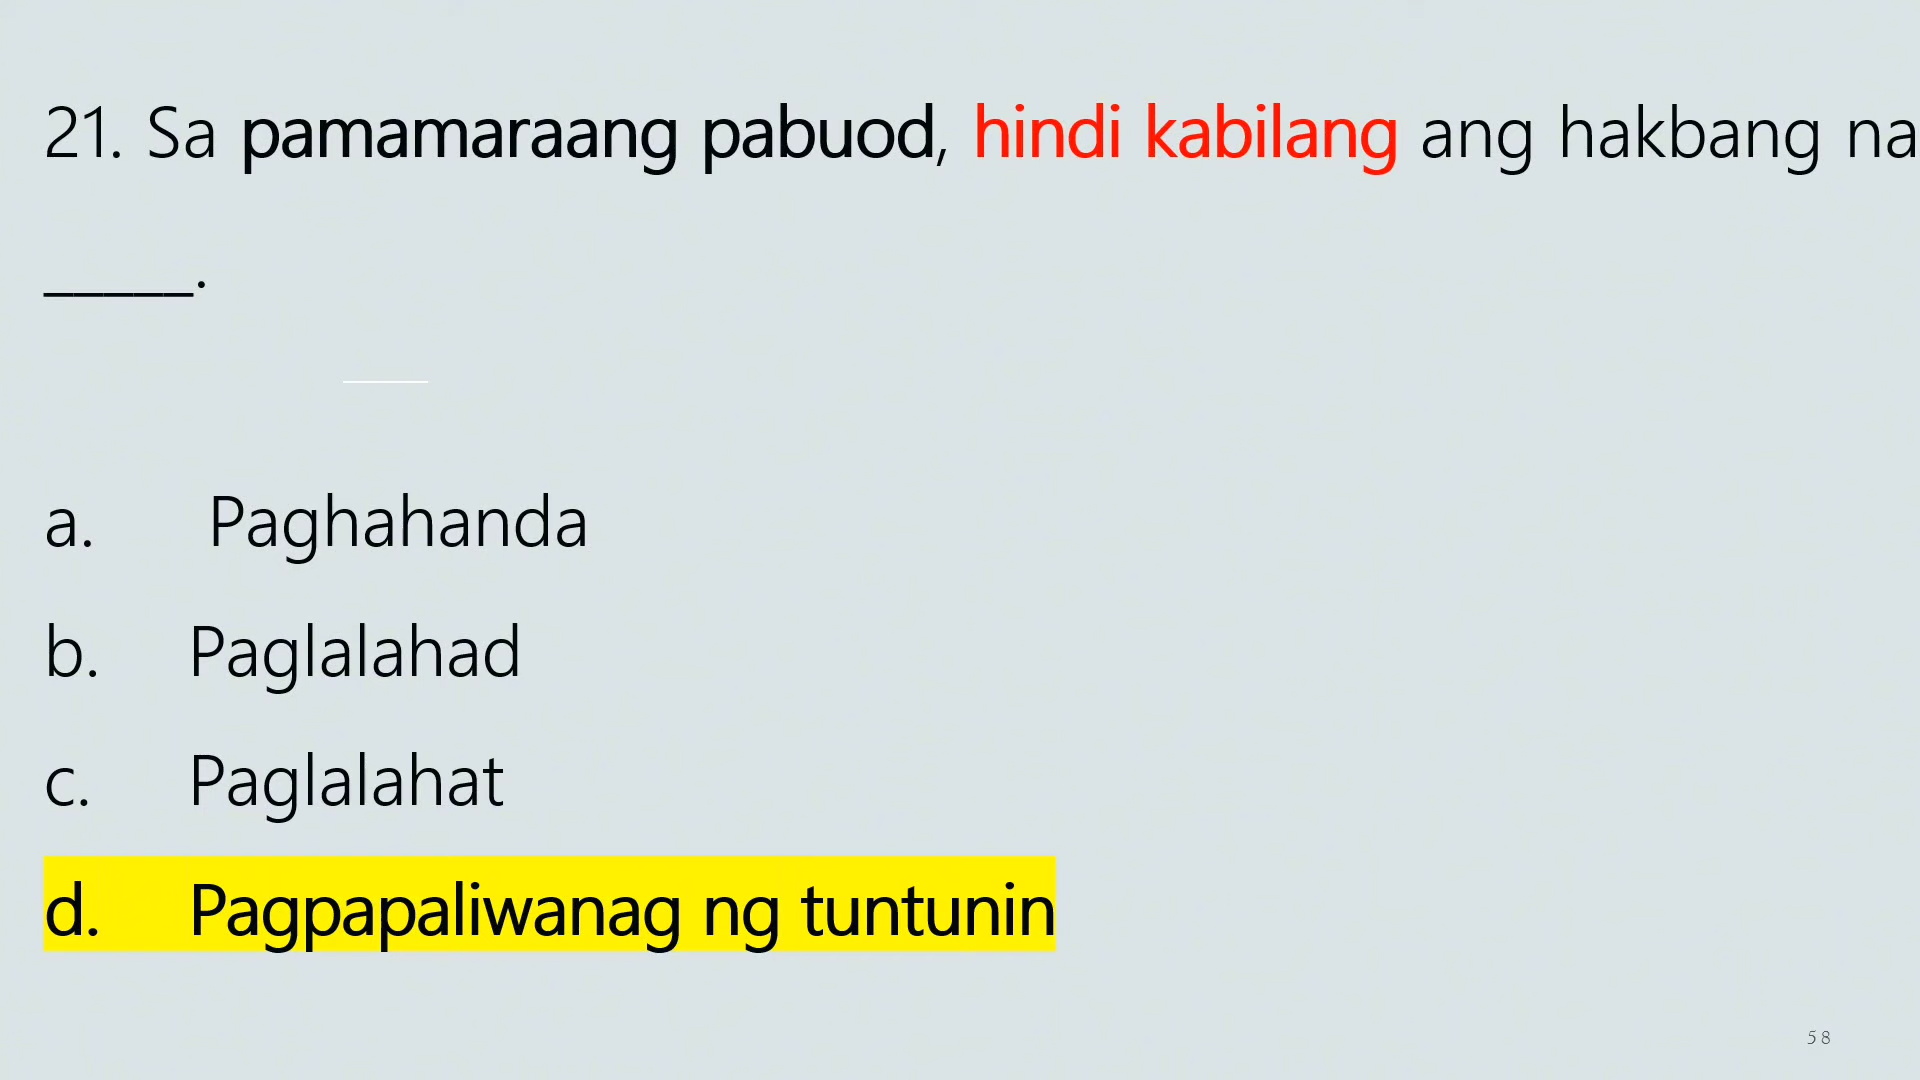 21. Sa pamamaraang pabuod, hindi kabilang ang hakbang na
_____.
a. Paghahanda
b. Paglalahad
c. Paglalahat
d. Pagpapaliwanag ng tuntunin
58